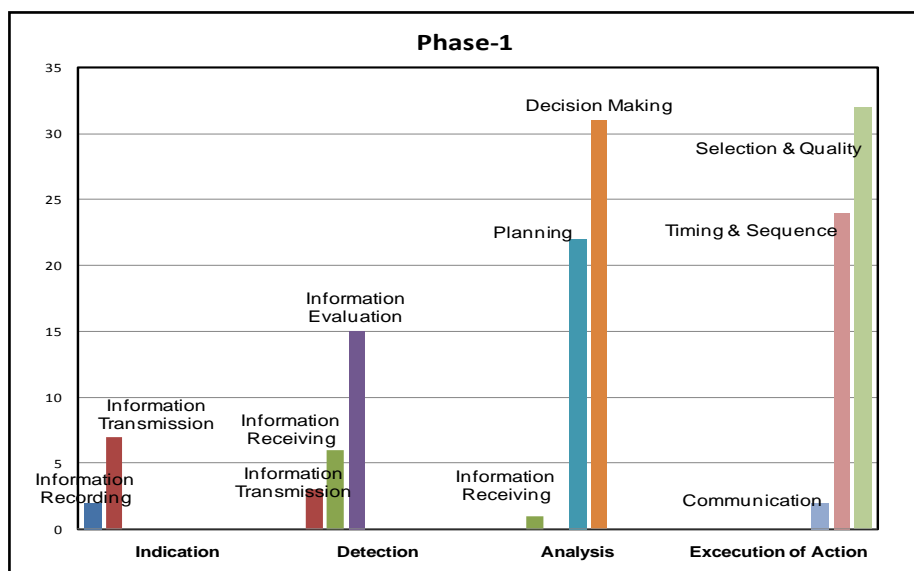 Phase-1
35
30
25
20
15
10
5
0
Information
Recording
Information
Transmission
Information
Transmission
Information
Receiving
Information
Evaluation
Information
Receiving
Planning
Decision Making
Communication
Timing & Sequence
Selection & Quality
Indication
Detection
Analysis
Excecution of Action